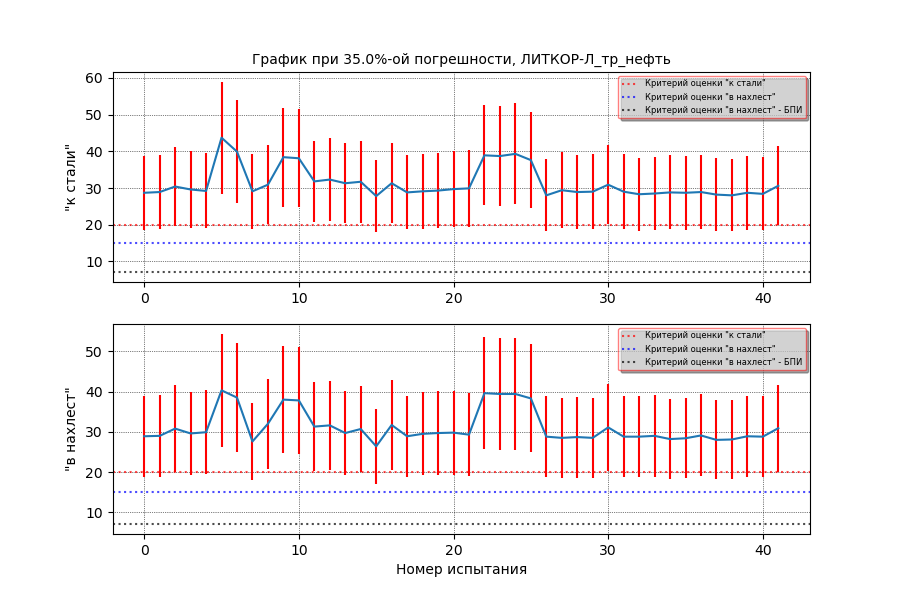 График при 35.0%-ой погрешности, ЛИТКОР-Л_тр_нефть
"к стали"
60
50
40
30
20
10
0
10
20
30
40
Критерий оценки "к стали"
Критерий оценки "в нахлест"
Критерий оценки "в нахлест" - БПИ
"в нахлест"
50
40
30
20
10
0
10
20
30
40
Критерий оценки "к стали"
Критерий оценки "в нахлест"
Критерий оценки "в нахлест" - БПИ
Номер испытания